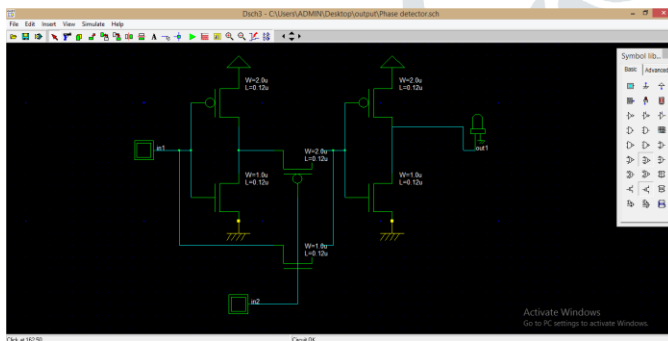 Dsch3 - C:\Users\ADMIN\Desktop\output\Phase detector.sch
File Edit Insert View Simulate Help
Symbol lib...
Basic Advanced
W=2.0u
L=0.12u
W=2.0u
L=0.12u
in1
W=2.0u
L=0.12u
out1
W=1.0u
L=0.12u
W=1.0u
L=0.12u
W=1.0u
L=0.12u
in2
Activate Windows
Go to PC settings to activate Windows.